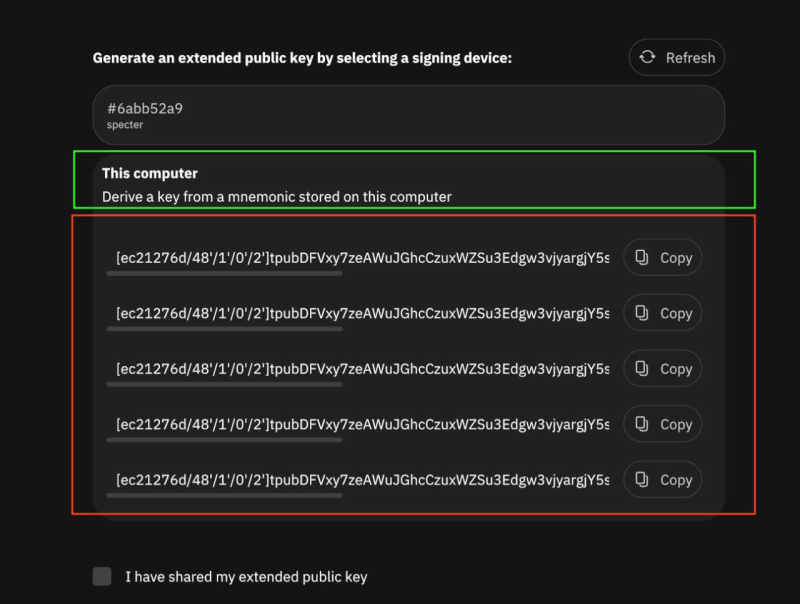 Generate an extended public key by selecting a signing device:
Refresh
#6abb52a9
specter
This computer
Derive a key from a mnemonic stored on this computer
[ec21276d/48'/1'/0'/2']tpubDFVxy7zeAWuJGhcCzuxWZSu3Edgw3vjyargjY5s
Copy
[ec21276d/48'/1'/0'/2']tpubDFVxy7zeAWuJGhcCzuxWZSu3Edgw3vjyargjY5s
Copy
[ec21276d/48'/1'/0'/2']tpubDFVxy7zeAWuJGhcCzuxWZSu3Edgw3vjyargjY5s
Copy
[ec21276d/48'/1'/0'/2']tpubDFVxy7zeAWuJGhcCzuxWZSu3Edgw3vjyargjY5s
Copy
[ec21276d/48'/1'/0'/2']tpubDFVxy7zeAWuJGhcCzuxWZSu3Edgw3vjyargjY5s
Copy
I have shared my extended public key